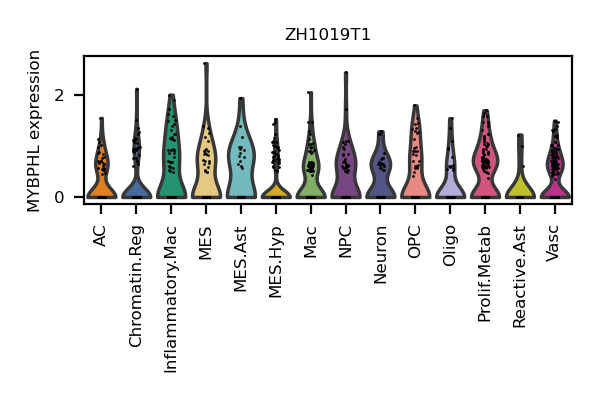 ZH1019T1
MYBPHL expression
2
0
AC
Chromatin.Reg
Inflammatory.Mac
MES
MES.Ast
MES.Hyp
Mac
NPC
Neuron
OPC
Oligo
Prolif.Metab
Reactive.Ast
Vasc